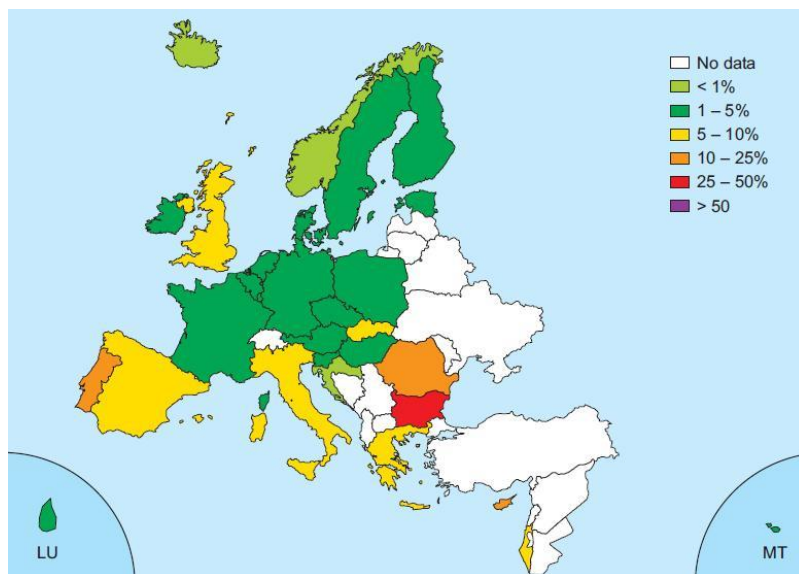 No data
< 1%
1 – 5%
5 – 10%
10 – 25%
25 – 50%
> 50
LU
MT